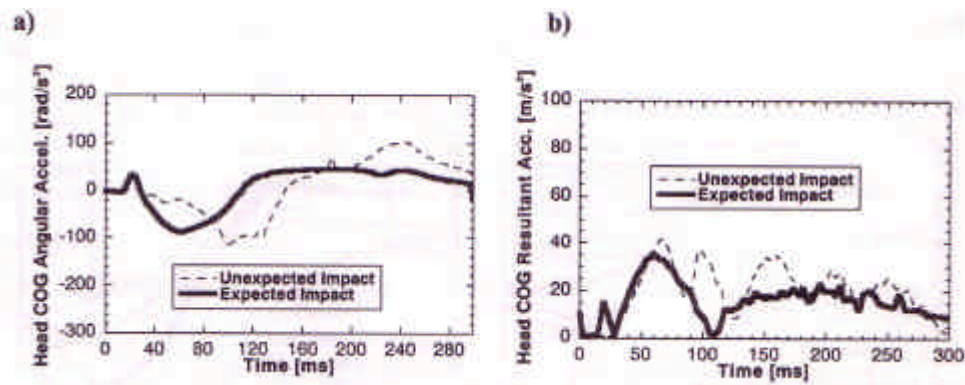 a)
Head COG Angular Accel. [rad/s²]
200
100
0
-100
-200
-300
Unexpected Impact
Expected Impact
0 40 80 120 160 200 240 280
Time [ms]
b)
Head COG Resultant Acc. [m/s²]
100
80
60
40
20
0
Unexpected Impact
Expected Impact
0 50 100 150 200 250 300
Time [ms]